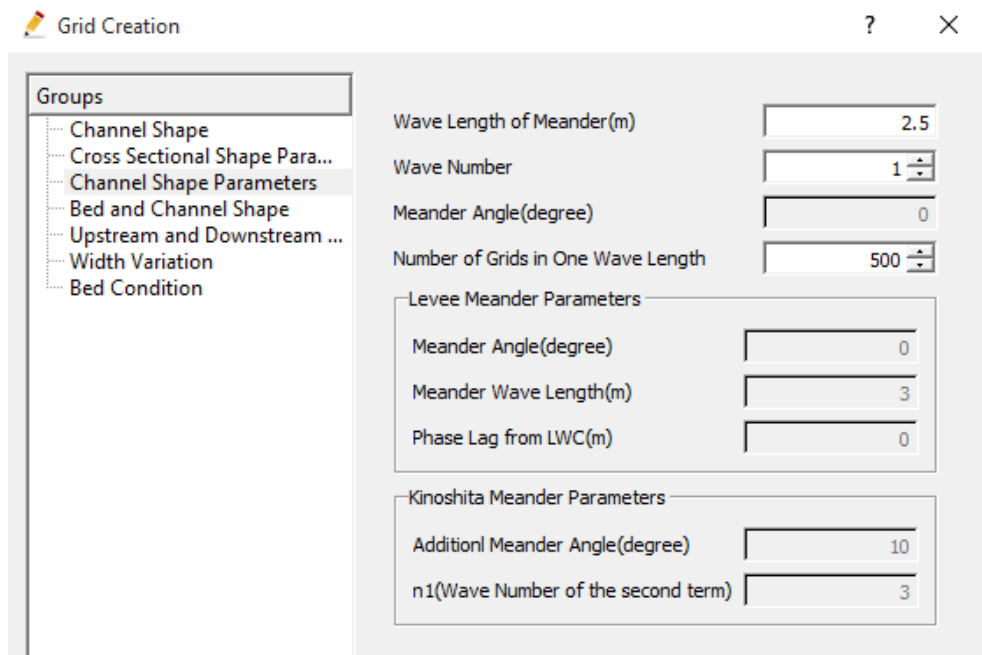 Grid Creation ? ×
Groups
Channel Shape
Cross Sectional Shape Para...
Channel Shape Parameters
Bed and Channel Shape
Upstream and Downstream ...
Width Variation
Bed Condition
Wave Length of Meander(m) 2.5
Wave Number 1
Meander Angle(degree) 0
Number of Grids in One Wave Length 500
Levee Meander Parameters
Meander Angle(degree) 0
Meander Wave Length(m) 3
Phase Lag from LWC(m) 0
Kinoshita Meander Parameters
Additionl Meander Angle(degree) 10
n1(Wave Number of the second term) 3